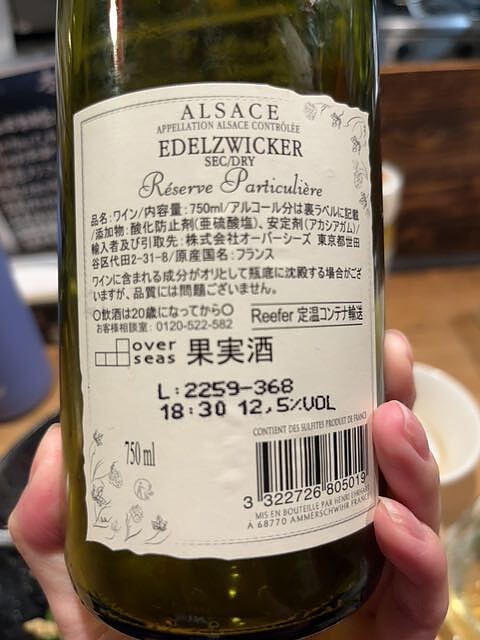 ALSACE
APPELLATION ALSACE CONTRÔLÉE
EDELZWICKER
SEC/DRY
Réserve Particulière
品名:ワイン/内容量:750ml/アルコール分は裏ラベルに記載
/添加物:酸化防止剤(亜硫酸塩)、安定剤(アカシアガム)/
輸入者及び引取先:株式会社オーバーシーズ 東京都世田
谷区代田2-31-8/原産国名:フランス
ワインに含まれる成分がオリとして瓶底に沈殿する場合がござ
いますが、品質には問題ございません。
〇飲酒は20歳になってから〇
お客様相談室:0120-522-582
Reefer 定温コンテナ輸送
over
seas 果実酒
L:2259-368
18:30 12,5%VOL
CONTIENT DES SULFITES PRODUIT DE FRANCE
750 ml
3 322726 805019
MIS EN BOUTEILLE PAR HENRI
A 68770 AMMERSCHWIHR FRANCE